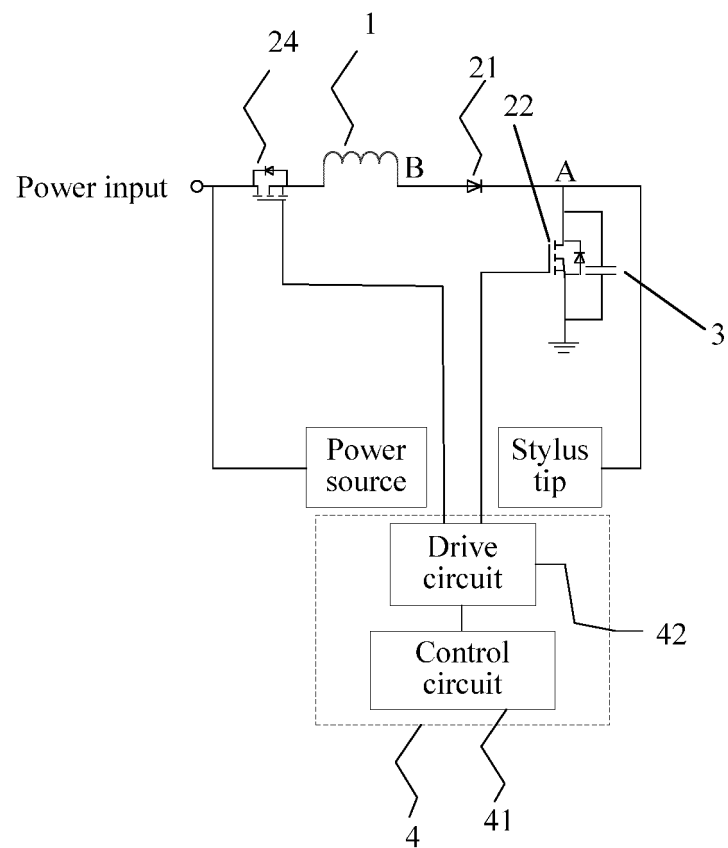 1
24
21
22
B
A
Power input
3
Power
source
Stylus
tip
Drive
circuit
42
Control
circuit
4
41